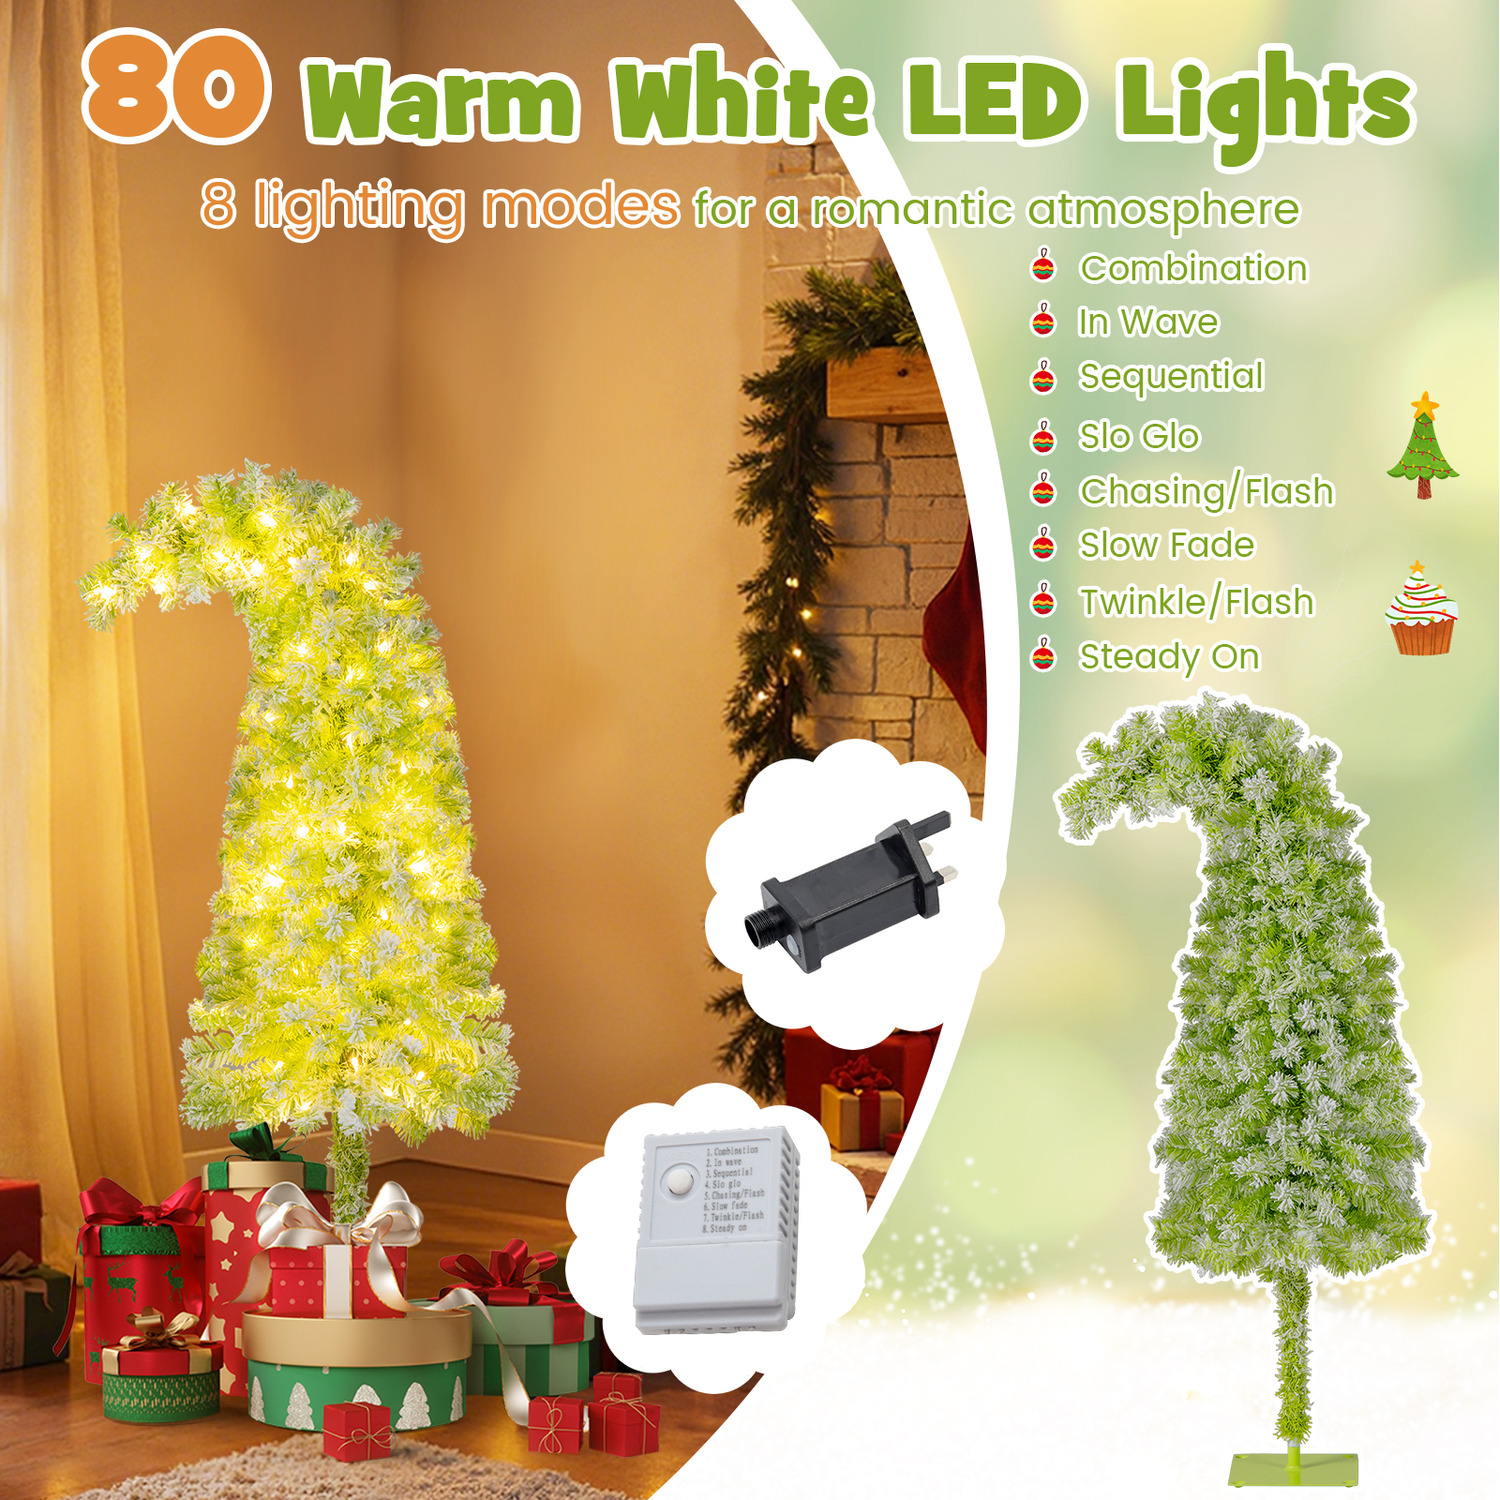 80 Warm White LED Lights
8 lighting modes for a romantic atmosphere
Combination
In Wave
Sequential
Slo Glo
Chasing/Flash
Slow Fade
Twinkle/Flash
Steady On
1.Combination
2.In wave
3.Sequential
4.Slo glo
5.Chasing/Flash
6.Slow fade
7.Twinkle/Flash
8.Steady on